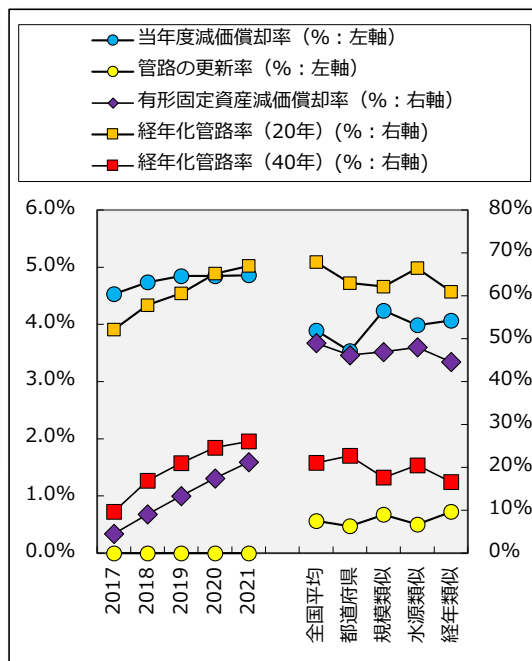 当年度減価償却率（%：左軸）
管路の更新率（%：左軸）
有形固定資産減価償却率（%：右軸）
経年化管路率（20年）(%：右軸)
経年化管路率（40年）(%：右軸)
6.0%
5.0%
4.0%
3.0%
2.0%
1.0%
0.0%
80%
70%
60%
50%
40%
30%
20%
10%
0%
2017
2018
2019
2020
2021
全国平均
都道府県
規模類似
水源類似
経年類似